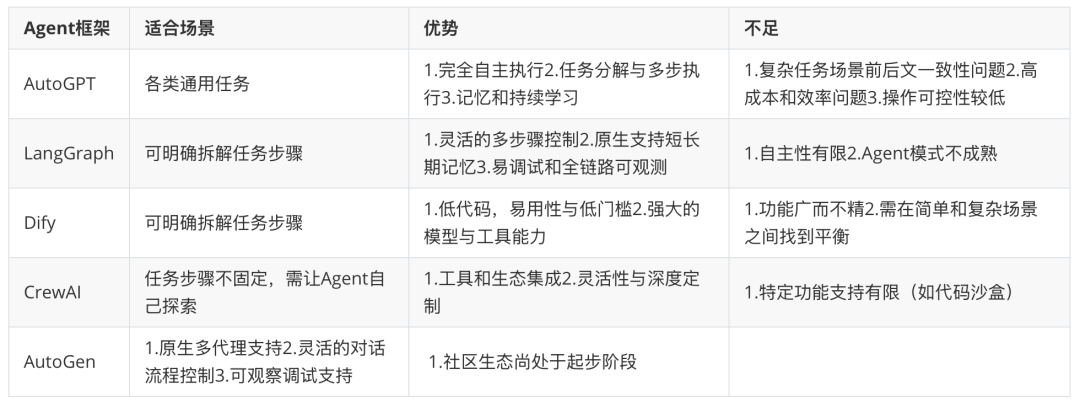 Agent框架 适合场景 优势 不足
AutoGPT 各类通用任务 1.完全自主执行2.任务分解与多步执
行3.记忆和持续学习 1.复杂任务场景前后文一致性问题2.高
成本和效率问题3.操作可控性较低
LangGraph 可明确拆解任务步骤 1.灵活的多步骤控制2.原生支持短长
期记忆3.易调试和全链路可观测 1.自主性有限2.Agent模式不成熟
Dify 可明确拆解任务步骤 1.低代码，易用性与低门槛2.强大的
模型与工具能力 1.功能广而不精2.需在简单和复杂场景
之间找到平衡
CrewAI 任务步骤不固定，需让Agent自
己探索 1.工具和生态集成2.灵活性与深度定
制 1.特定功能支持有限（如代码沙盒）
AutoGen 1.原生多代理支持2.灵活的对话
流程控制3.可观察调试支持 1.社区生态尚处于起步阶段